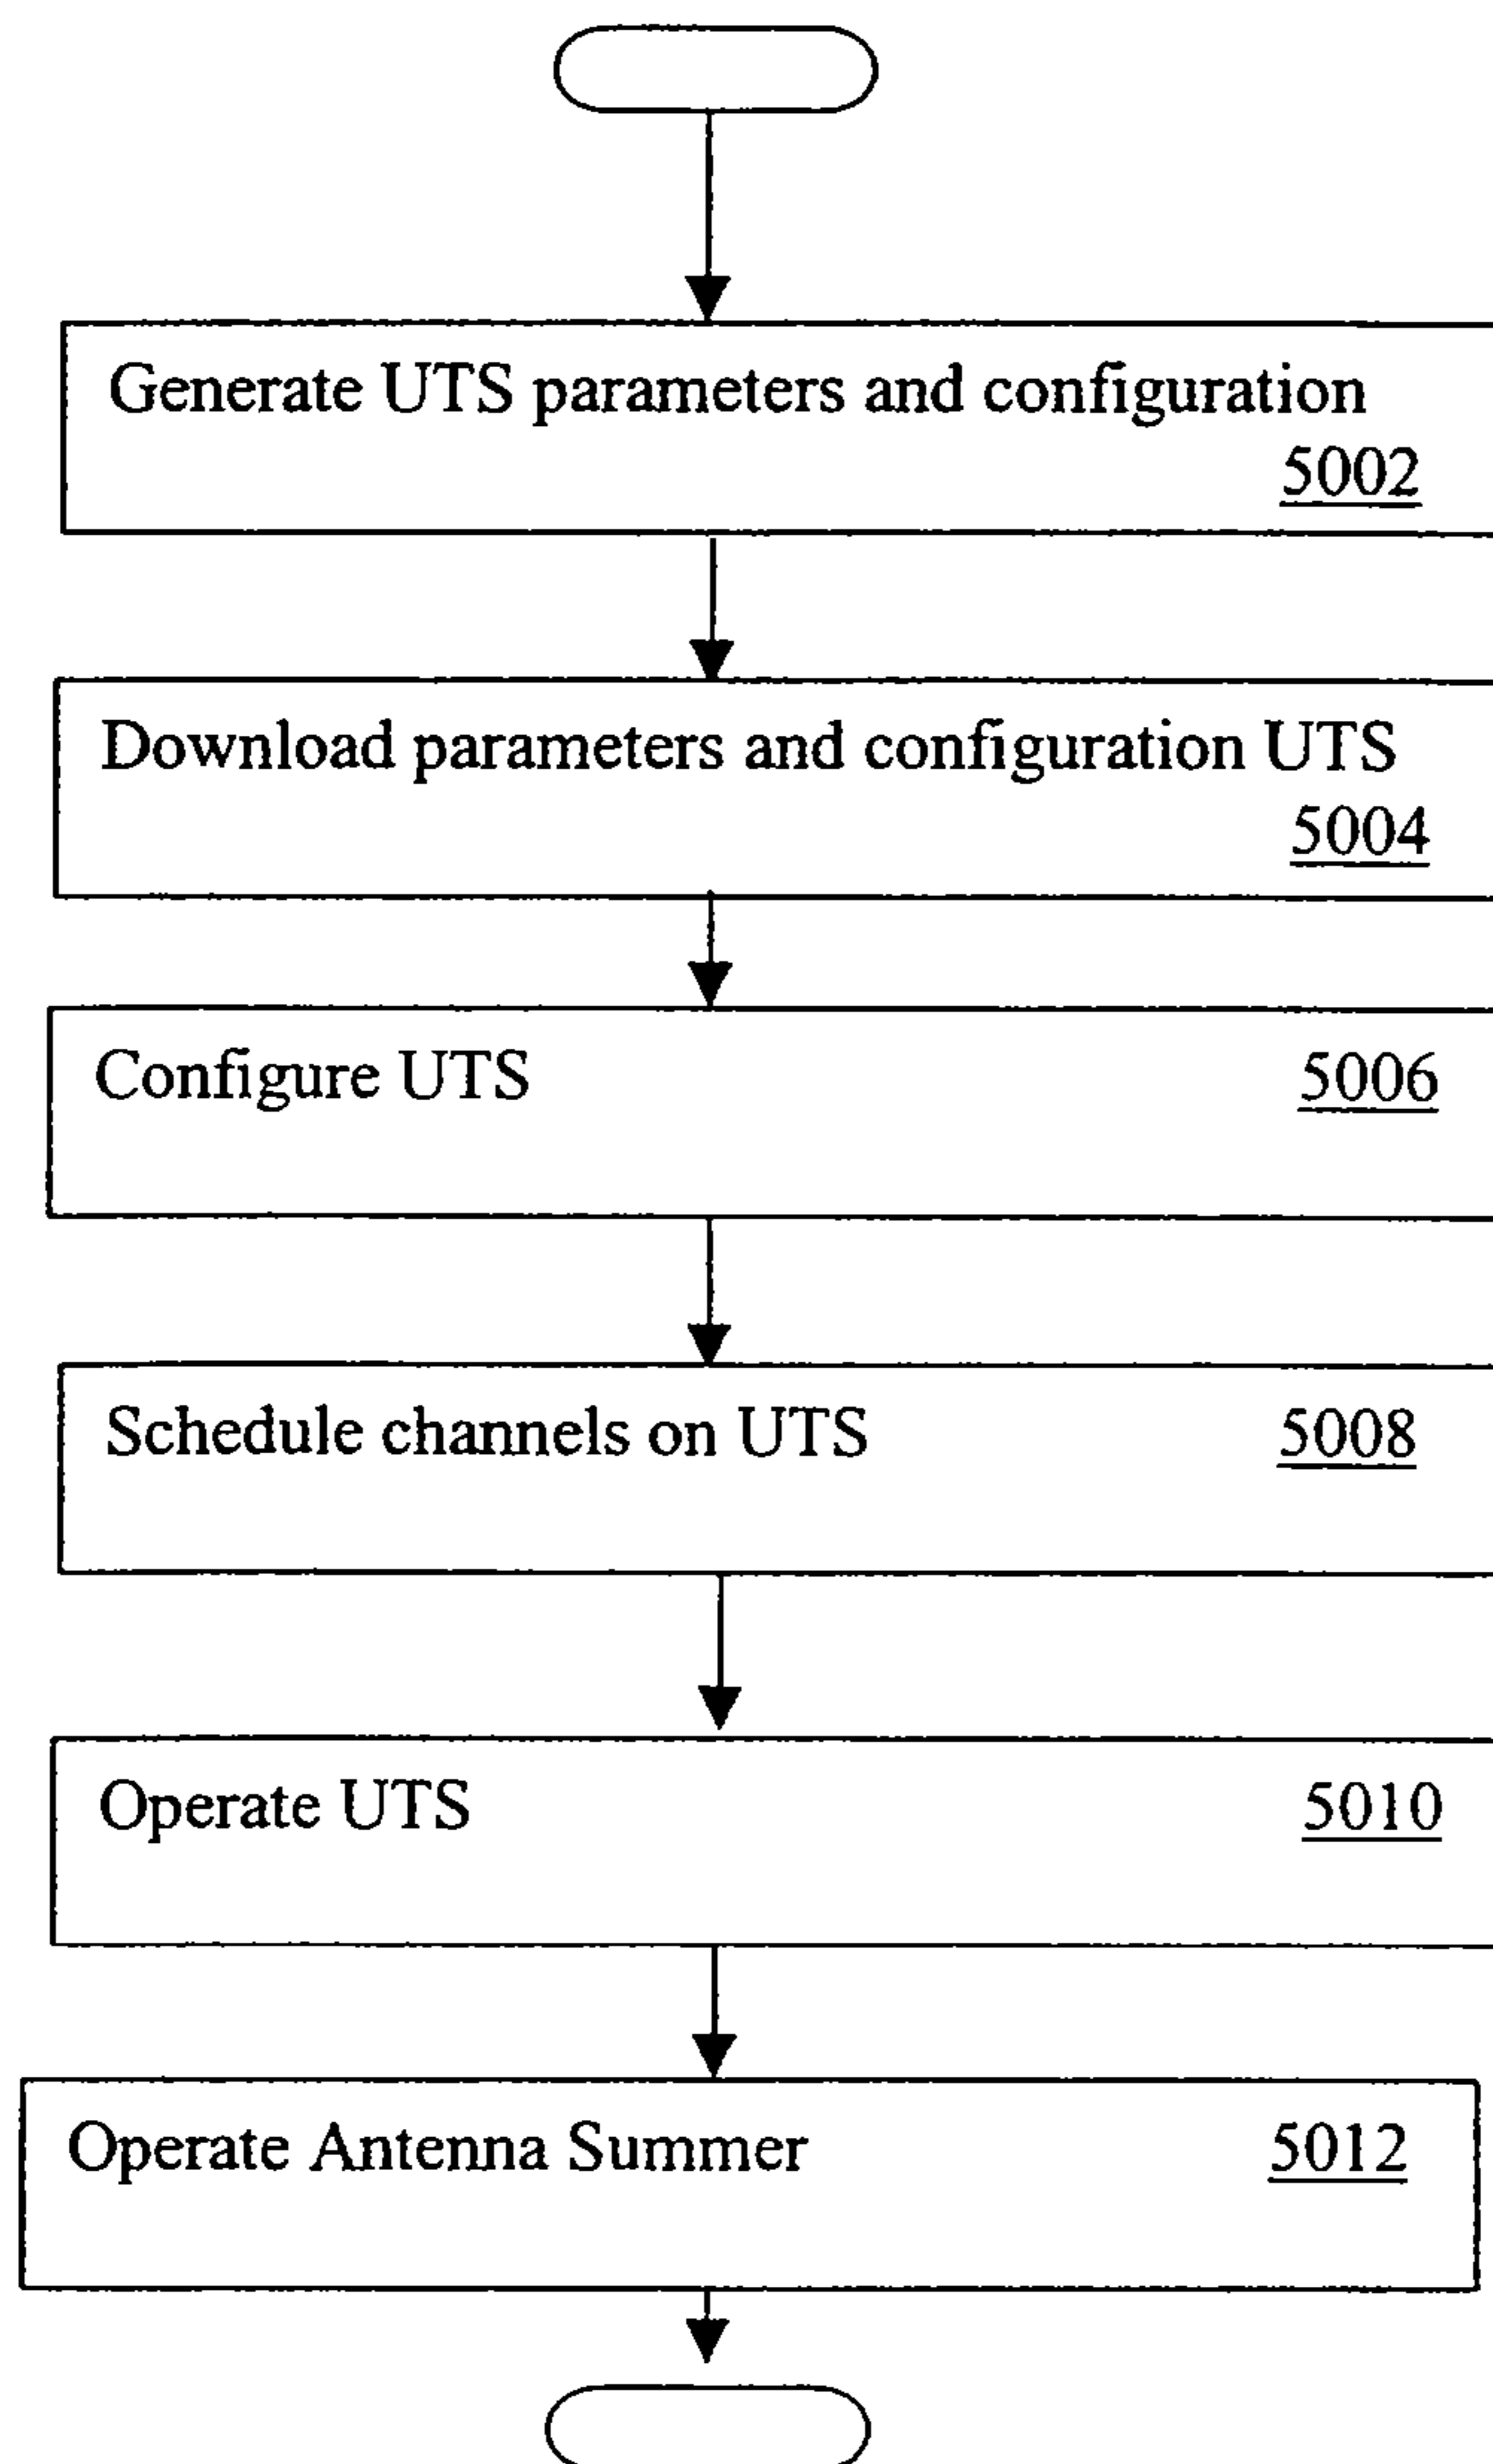 Generate UTS parameters and configuration
5002
Download parameters and configuration UTS
5004
Configure UTS 5006
Schedule channels on UTS 5008
Operate UTS 5010
Operate Antenna Summer 5012